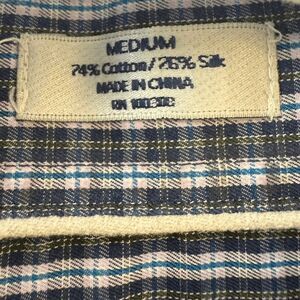 MEDIUM
74% Cotton / 26% Silk
MADE IN CHINA
RN